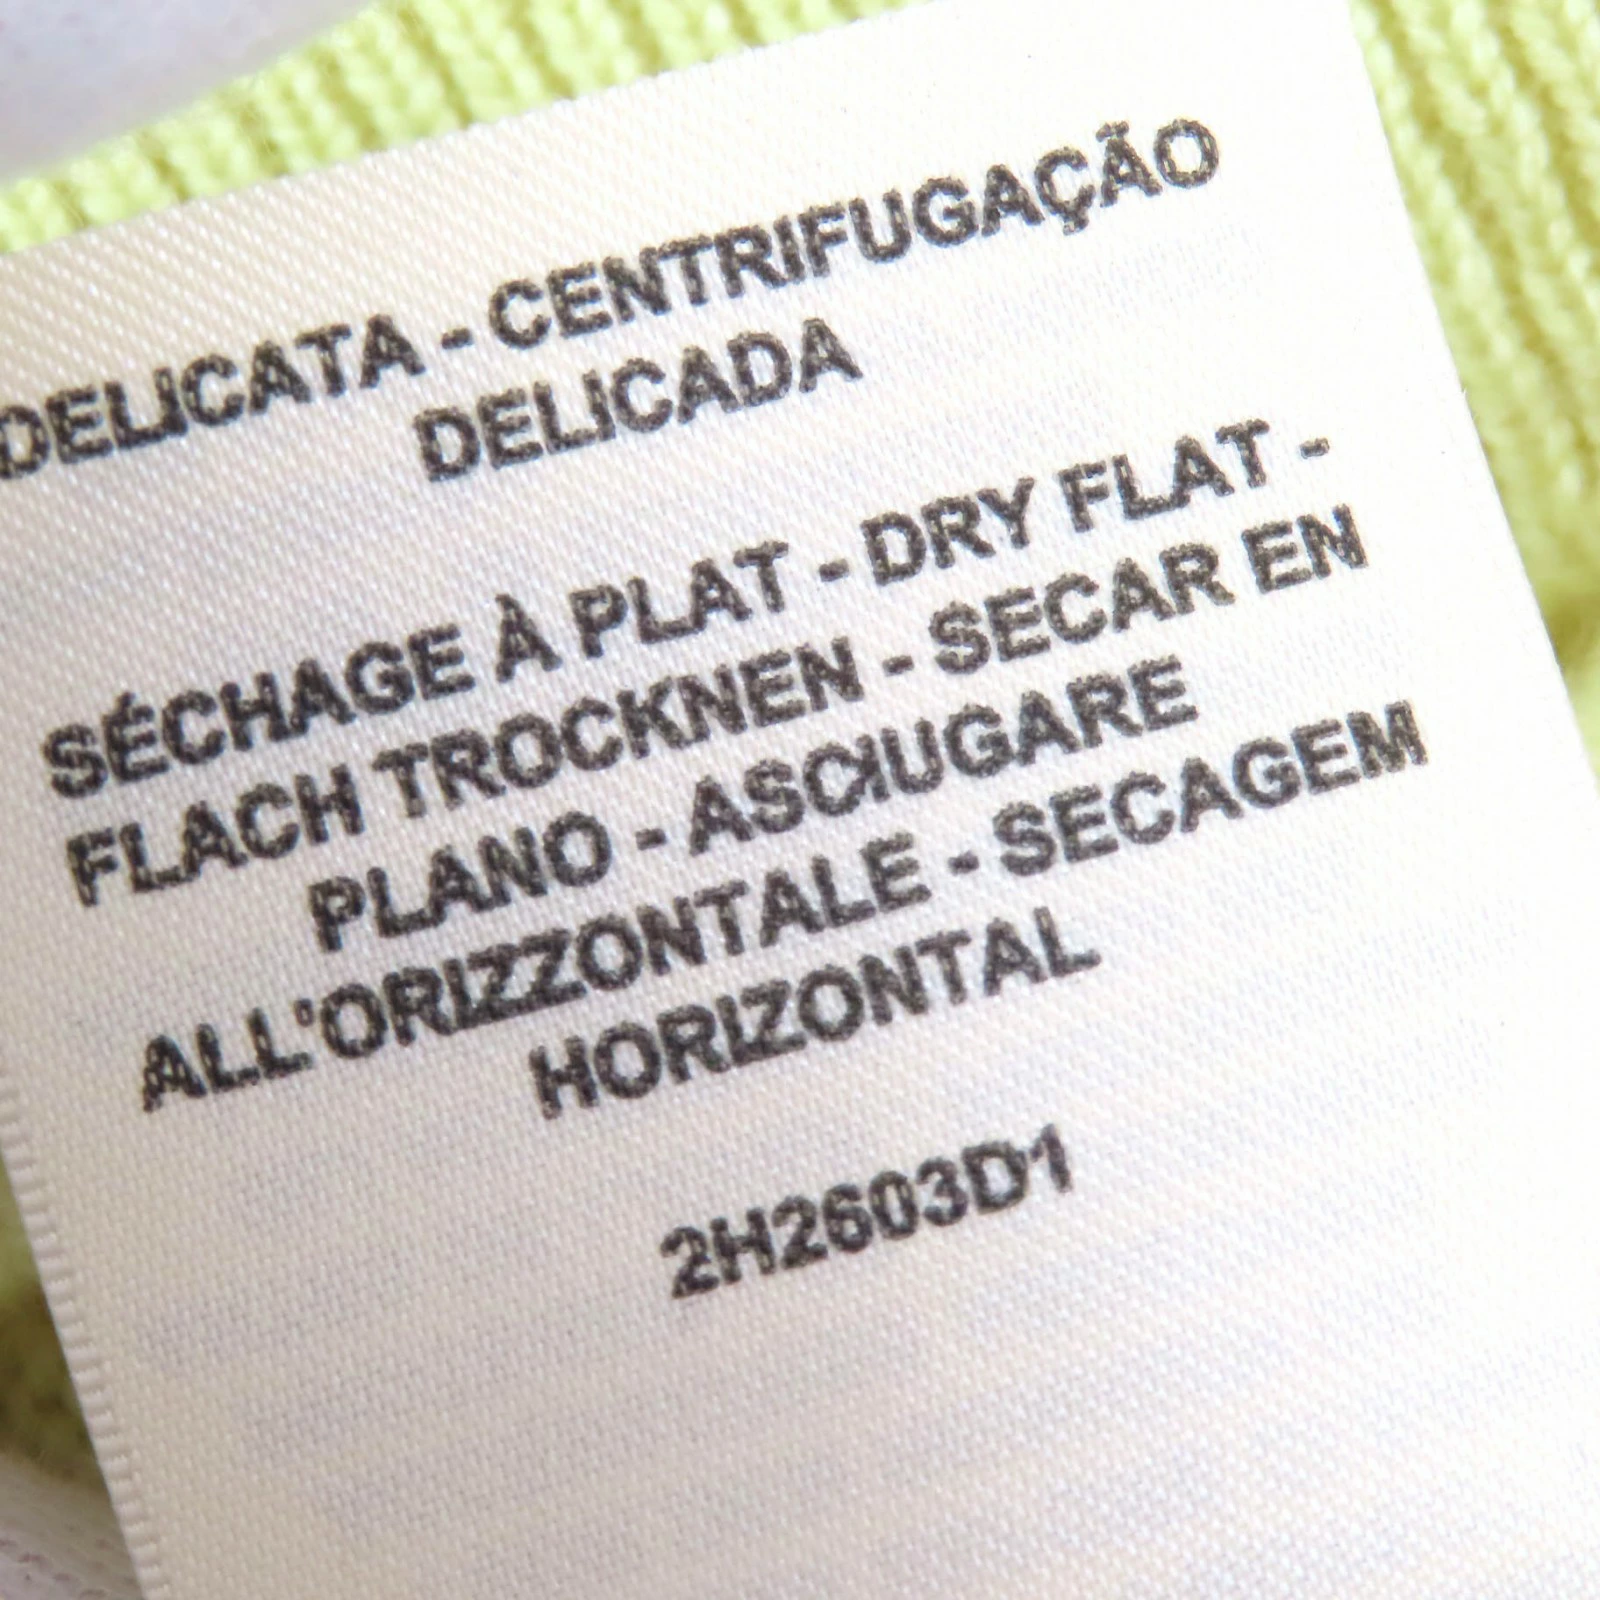 DELICATA - CENTRIFUGAÇÃO
DELICADA
SÉCHAGE À PLAT - DRY FLAT -
FLACH TROCKNEN - SECAR EN
PLANO - ASCIUGARE
ALL'ORIZZONTALE - SECAGEM
HORIZONTAL
2H2603D1